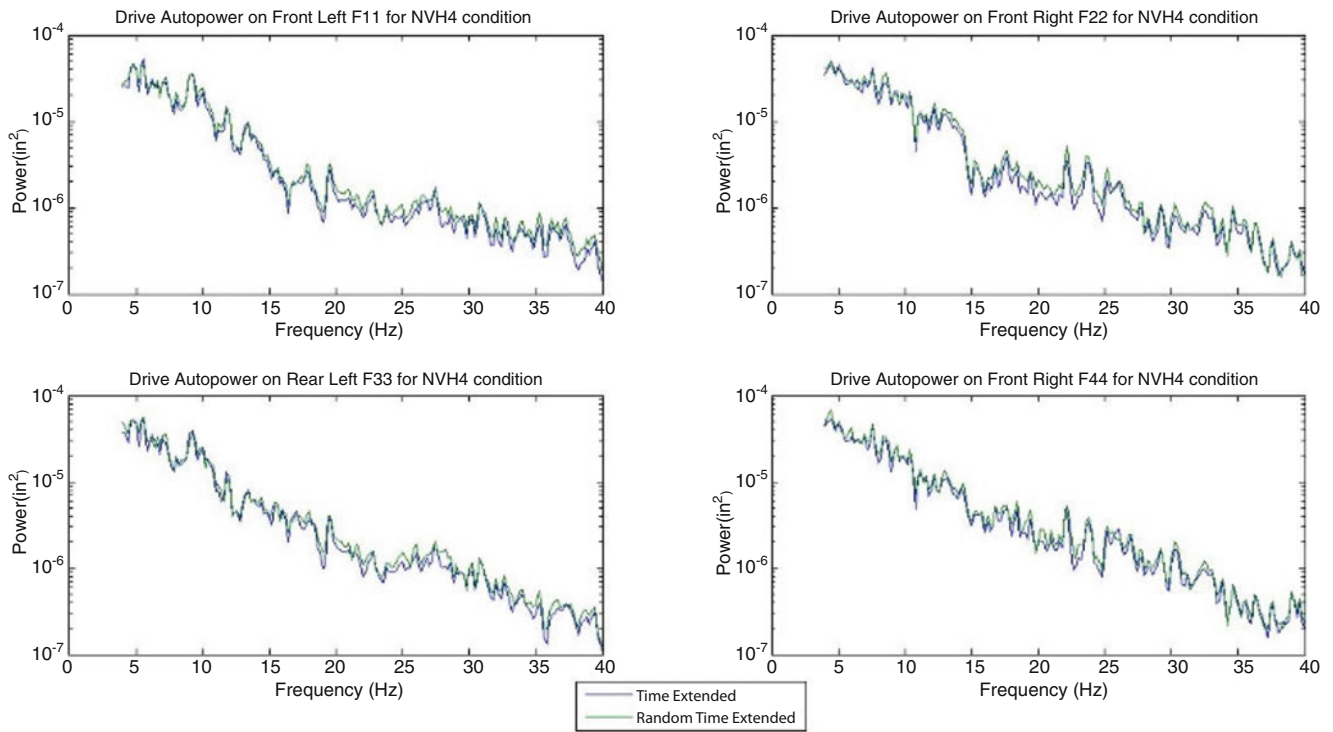 Drive Autopower on Front Left F11 for NVH4 condition
10^-4
10^-5
10^-6
10^-7
Power(in^2)
0 5 10 15 20 25 30 35 40
Frequency (Hz)
Drive Autopower on Front Right F22 for NVH4 condition
10^-4
10^-5
10^-6
10^-7
Power(in^2)
0 5 10 15 20 25 30 35 40
Frequency (Hz)
Drive Autopower on Rear Left F33 for NVH4 condition
10^-4
10^-5
10^-6
10^-7
Power(in^2)
0 5 10 15 20 25 30 35 40
Frequency (Hz)
Drive Autopower on Front Right F44 for NVH4 condition
10^-4
10^-5
10^-6
10^-7
Power(in^2)
0 5 10 15 20 25 30 35 40
Frequency (Hz)
Time Extended
Random Time Extended